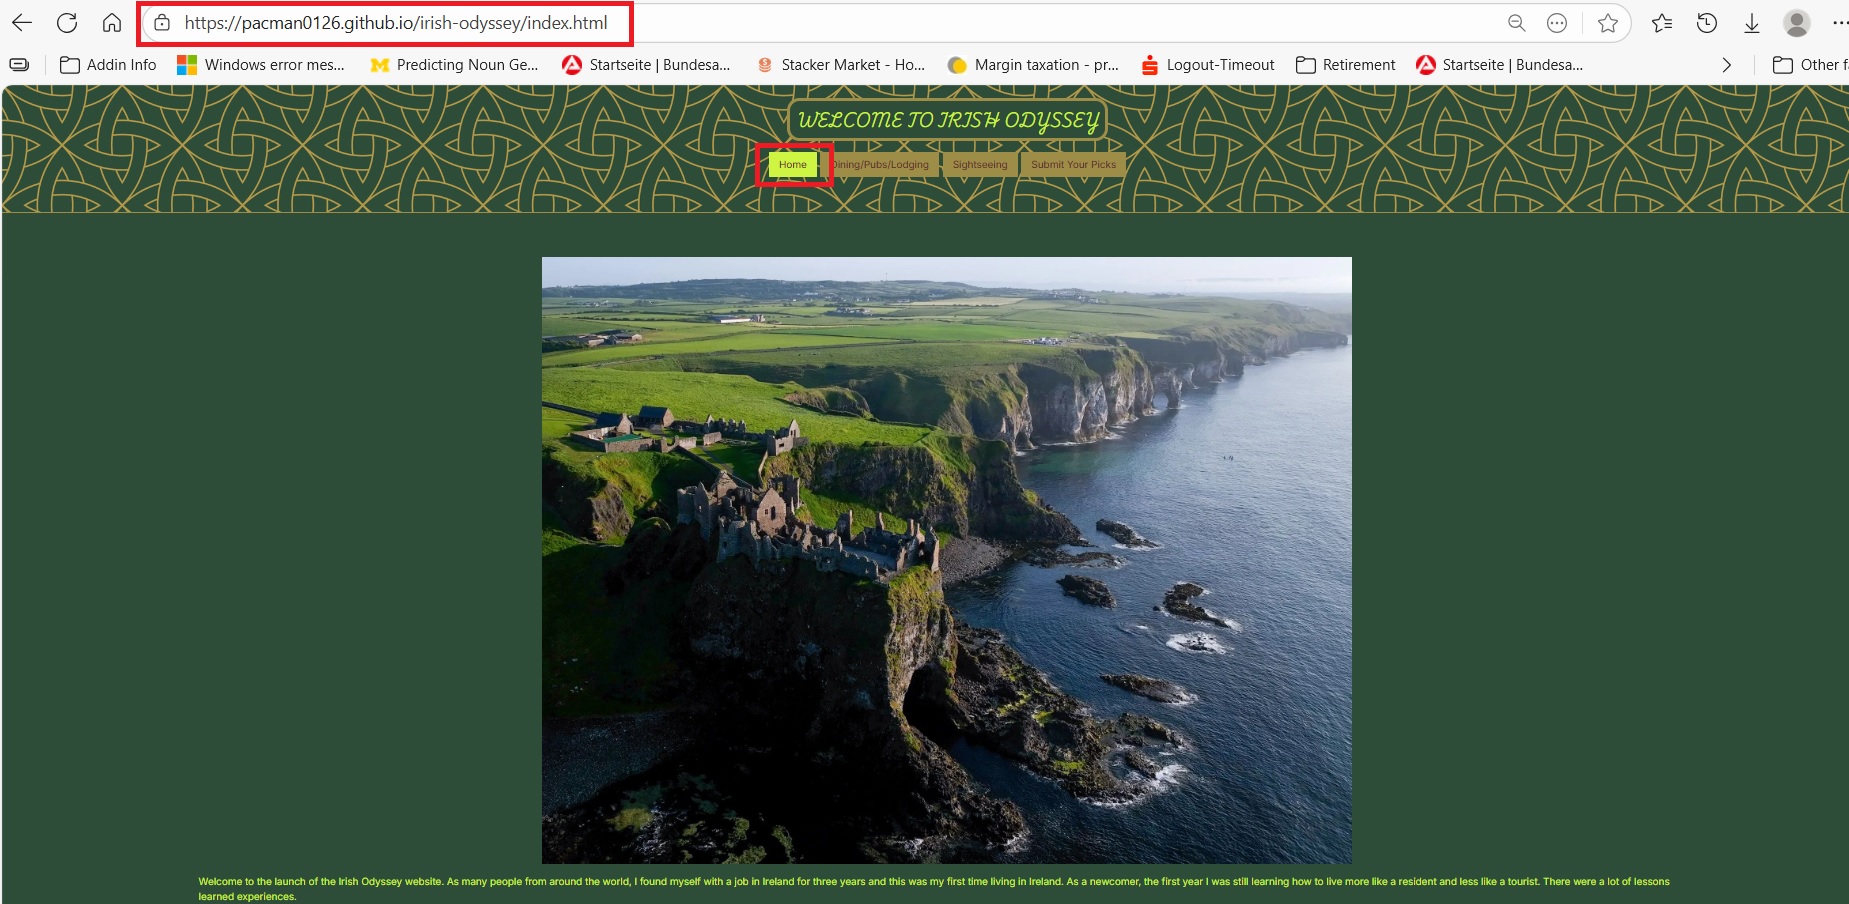 https://pacman0126.github.io/irish-odyssey/index.html
Addin Info Windows error mes... Predicting Noun Ge... Startseite | Bundesa... Stacker Market - Ho... Margin taxation - pr... Logout-Timeout Retirement Startseite | Bundesa... Other f
WELCOME TO IRISH ODYSSEY
Home Dining/Pubs/Lodging Sightseeing Submit Your Picks
Welcome to the launch of the Irish Odyssey website. As many people from around the world, I found myself with a job in Ireland for three years and this was my first time living in Ireland. As a newcomer, the first year I was still learning how to live more like a resident and less like a tourist. There were a lot of lessons
learned experiences.